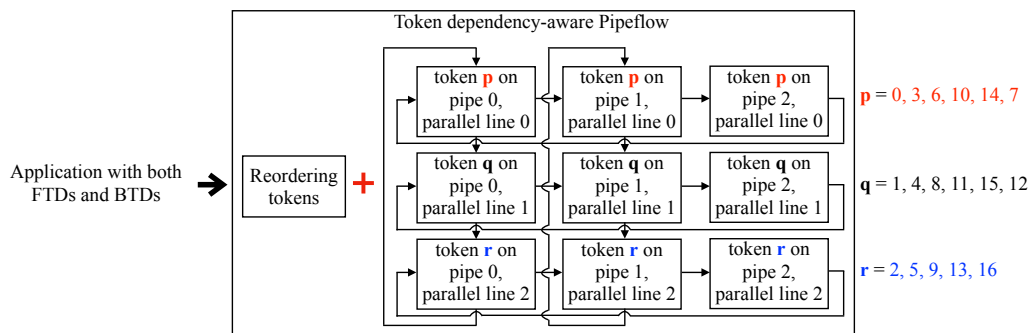 Token dependency-aware Pipeflow
Application with both
FTDs and BTDs
Reordering
tokens
+
token p on
pipe 0,
parallel line 0
token p on
pipe 1,
parallel line 0
token p on
pipe 2,
parallel line 0
p = 0, 3, 6, 10, 14, 7
token q on
pipe 0,
parallel line 1
token q on
pipe 1,
parallel line 1
token q on
pipe 2,
parallel line 1
q = 1, 4, 8, 11, 15, 12
token r on
pipe 0,
parallel line 2
token r on
pipe 1,
parallel line 2
token r on
pipe 2,
parallel line 2
r = 2, 5, 9, 13, 16